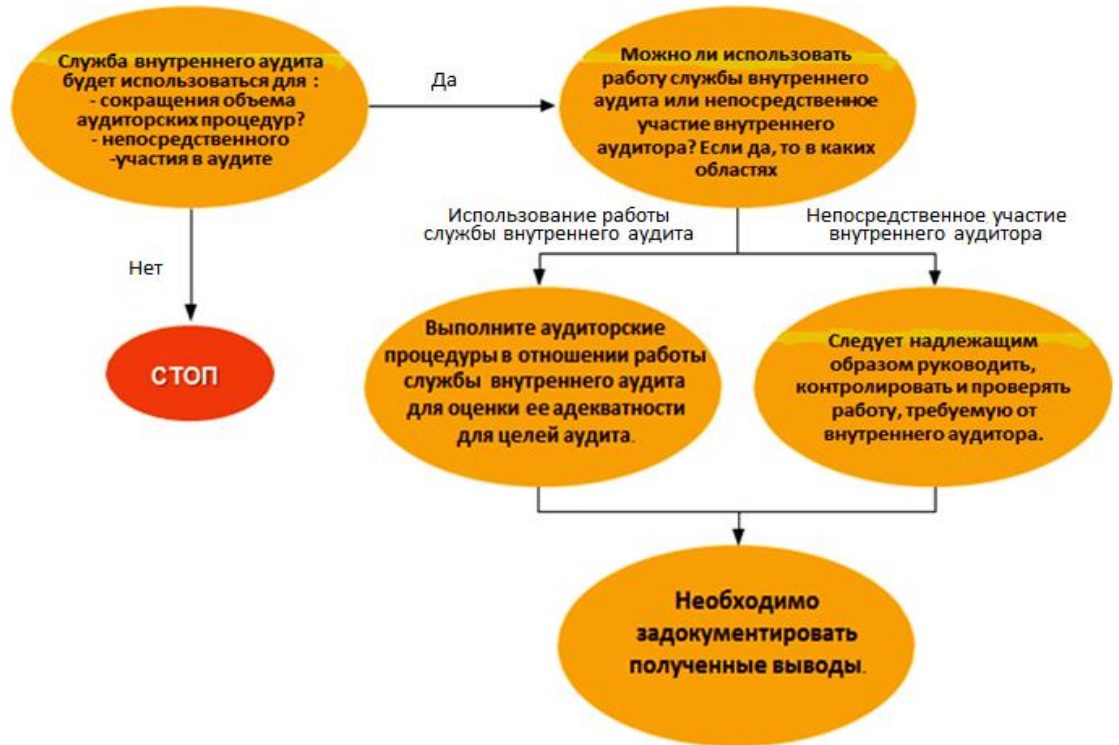 Служба внутреннего аудита
будет использоваться для :
- сокращения объема
аудиторских процедур?
- непосредственного
-участия в аудите
Да
Можно ли использовать
работу службы внутреннего
аудита или непосредственное
участие внутреннего
аудитора? Если да, то в каких
областях
Нет
СТОП
Использование работы
службы внутреннего аудита
Непосредственное участие
внутреннего аудитора
Выполните аудиторские
процедуры в отношении работы
службы внутреннего аудита
для оценки ее адекватности
для целей аудита.
Следует надлежащим
образом руководить,
контролировать и проверять
работу, требуемую от
внутреннего аудитора.
Необходимо
задокументировать
полученные выводы.